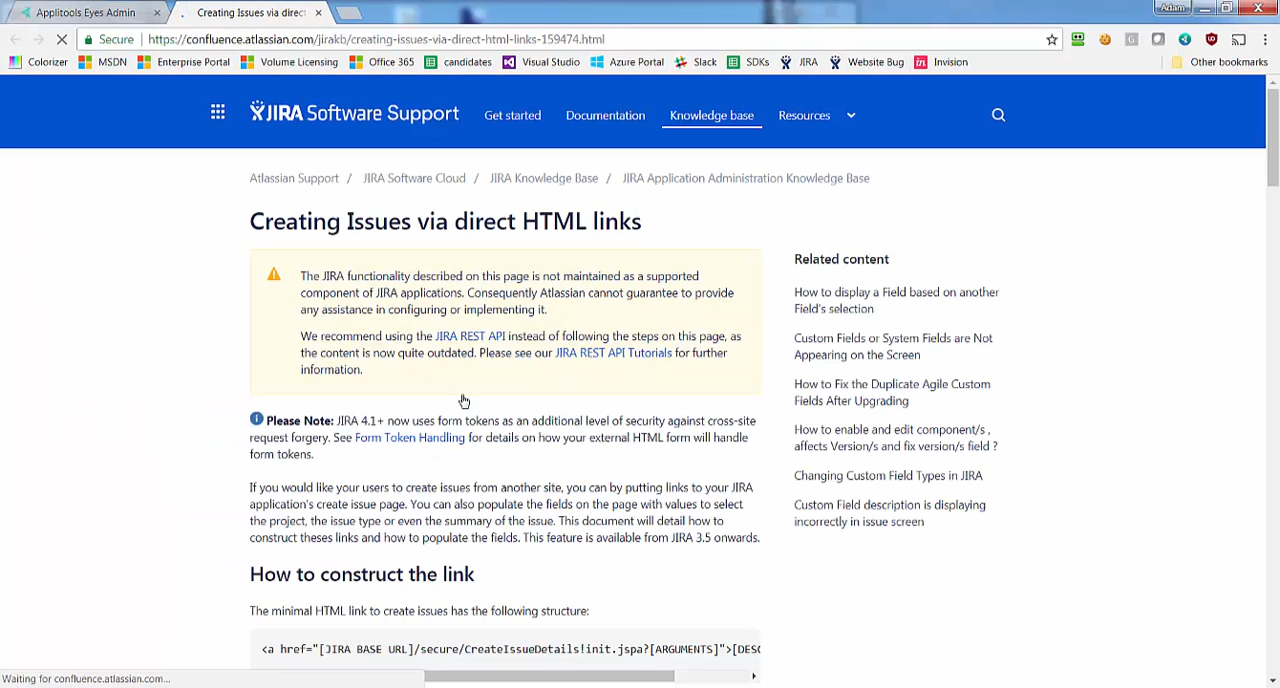 Applitools Eyes Admin
Creating Issues via direct
Adam
Secure
https://confluence.atlassian.com/jirakb/creating-issues-via-direct-html-links-159474.html
Colorizer MSDN Enterprise Portal Volume Licensing Office 365 candidates Visual Studio Azure Portal Slack SDKs JIRA Website Bug Invision Other bookmarks
JIRA Software Support Get started Documentation Knowledge base Resources
Atlassian Support / JIRA Software Cloud / JIRA Knowledge Base / JIRA Application Administration Knowledge Base
Creating Issues via direct HTML links
The JIRA functionality described on this page is not maintained as a supported
component of JIRA applications. Consequently Atlassian cannot guarantee to provide
any assistance in configuring or implementing it.
We recommend using the JIRA REST API instead of following the steps on this page, as
the content is now quite outdated. Please see our JIRA REST API Tutorials for further
information.
Please Note: JIRA 4.1+ now uses form tokens as an additional level of security against cross-site
request forgery. See Form Token Handling for details on how your external HTML form will handle
form tokens.
If you would like your users to create issues from another site, you can by putting links to your JIRA
application's create issue page. You can also populate the fields on the page with values to select
the project, the issue type or even the summary of the issue. This document will detail how to
construct theses links and how to populate the fields. This feature is available from JIRA 3.5 onwards.
How to construct the link
The minimal HTML link to create issues has the following structure:
<a href="[JIRA BASE URL]/secure/CreateIssueDetails!init.jspa?[ARGUMENTS]">[DESC
Related content
How to display a Field based on another
Field's selection
Custom Fields or System Fields are Not
Appearing on the Screen
How to Fix the Duplicate Agile Custom
Fields After Upgrading
How to enable and edit component/s ,
affects Version/s and fix version/s field ?
Changing Custom Field Types in JIRA
Custom Field description is displaying
incorrectly in issue screen
Waiting for confluence.atlassian.com...